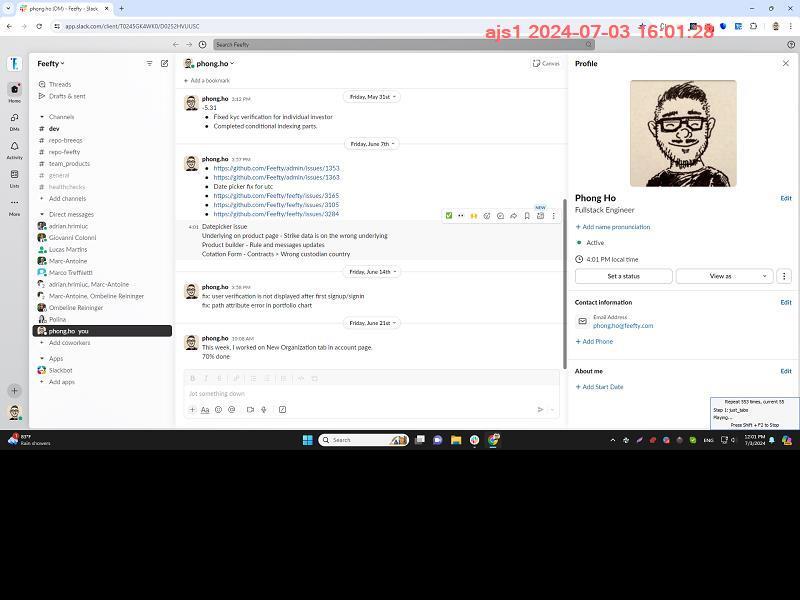 phong.ho (DM) - Feefty - Slack
app.slack.com/client/T0245GK4WK0/D0252HVUUSC
ajs1 2024-07-03 16:01:28
Search Feefty
Feefty
phong.ho
Canvas
Profile
Add a bookmark
Home
DMs
Activity
Lists
More
Threads
Drafts & sent
Channels
dev
repo-breeqs
repo-feefty
team_products
general
healthchecks
Add channels
Direct messages
adrian.hrimiuc
Giovanni Colonni
Lucas Martins
Marc-Antoine
Marco Treffiletti
adrian.hrimiuc, Marc-Antoine
Marc-Antoine, Ombeline Reininger
Ombeline Reininger
Polina
phong.ho you
Add coworkers
Apps
Slackbot
Add apps
Friday, May 31st
phong.ho 3:12 PM
-5.31
Fixed kyc verification for individual investor
Completed conditional indexing parts.
Friday, June 7th
phong.ho 3:57 PM
https://github.com/Feefty/admin/issues/1353
https://github.com/Feefty/admin/issues/1363
Date picker fix for utc
https://github.com/Feefty/feefty/issues/3165
https://github.com/Feefty/feefty/issues/3105
https://github.com/Feefty/feefty/issues/3284
NEW
4:01 Datepicker issue
Underlying on product page - Strike data is on the wrong underlying
Product builder - Rule and messages updates
Cotation Form - Contracts > Wrong custodian country
Friday, June 14th
phong.ho 3:58 PM
fix: user verification is not displayed after first signup/signin
fix: path attribute error in portfolio chart
Friday, June 21st
phong.ho 10:08 AM
This week, I worked on New Organization tab in account page.
70% done
Jot something down
Aa
Phong Ho
Edit
Fullstack Engineer
Add name pronunciation
Active
4:01 PM local time
Set a status
View as
Contact information
Edit
Email Address
phong.ho@feefty.com
Add Phone
About me
Edit
Add Start Date
Repeat 553 times, current 55
Step 1: just_tabs
Playing...
Press Shift + F2 to Stop
83°F
Rain showers
Search
ENG
12:01 PM
7/3/2024